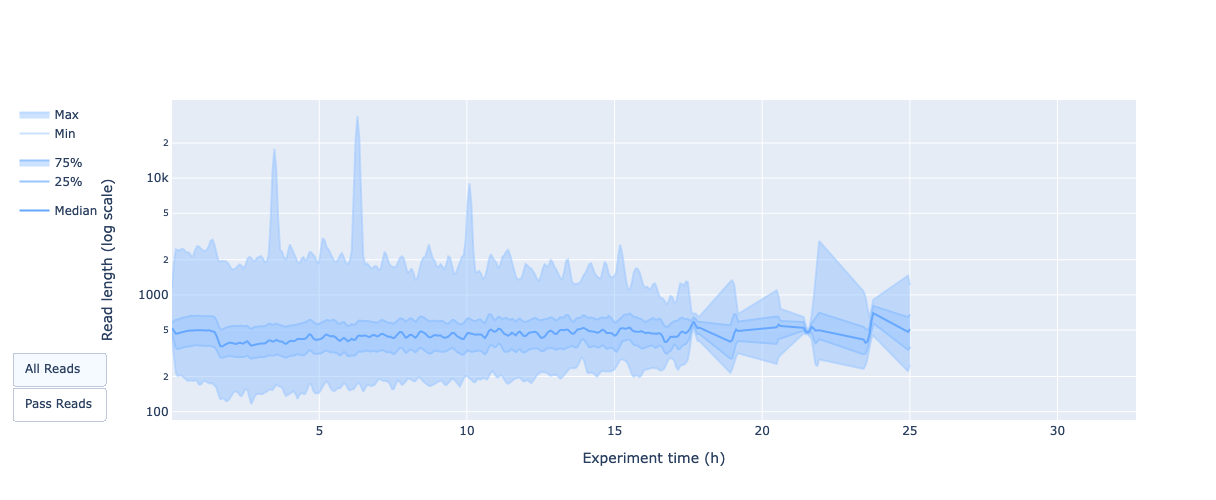 Max
Min
75%
25%
Median
Read length (log scale)
2
10k
5
2
1000
5
2
100
5
10
15
20
25
30
Experiment time (h)
All Reads
Pass Reads